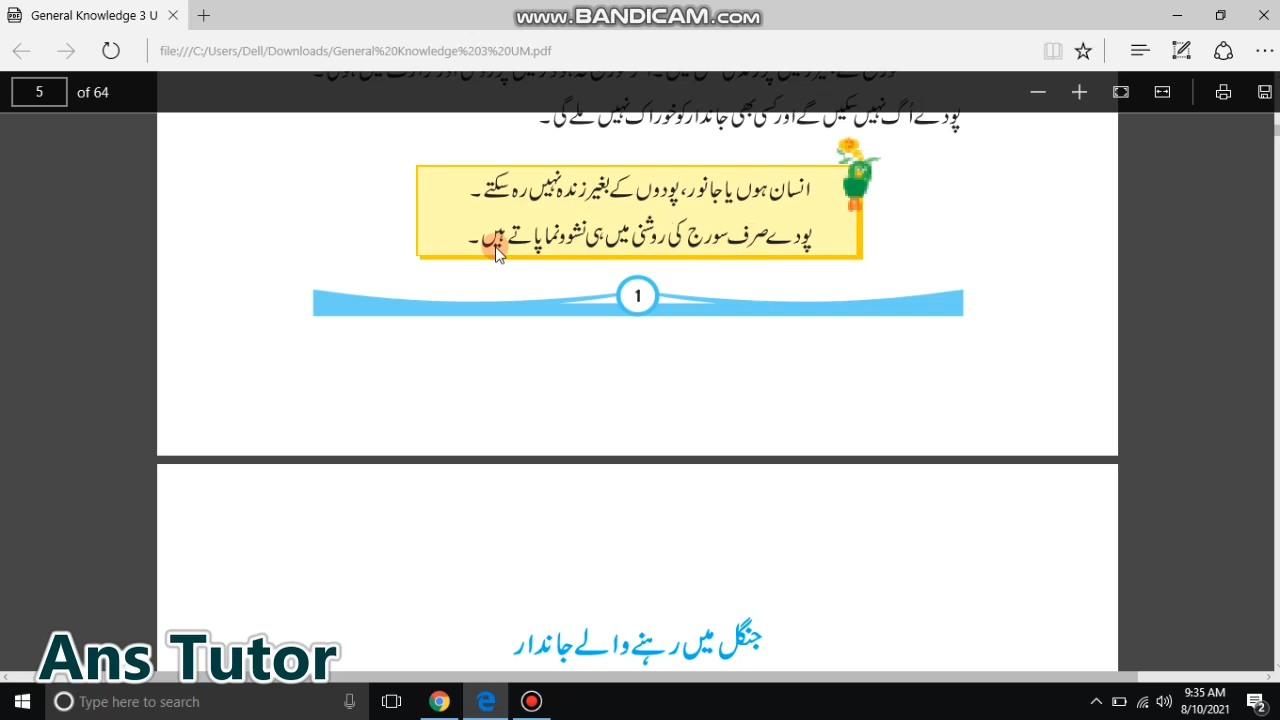 General Knowledge 3 U
www.BANDICAM.com
file:///C:/Users/Dell/Downloads/General%20Knowledge%203%20UM.pdf
5 of 64
پودے اُگ نہیں سکیں گے اور کسی بھی جاندار کو خوراک نہیں ملے گی۔
انسان ہوں یا جانور، پودوں کے بغیر زندہ نہیں رہ سکتے۔
پودے صرف سورج کی روشنی میں ہی نشوونما پاتے ہیں۔
1
جنگل میں رہنے والے جاندار
Ans Tutor
Type here to search
9:35 AM
8/10/2021
2